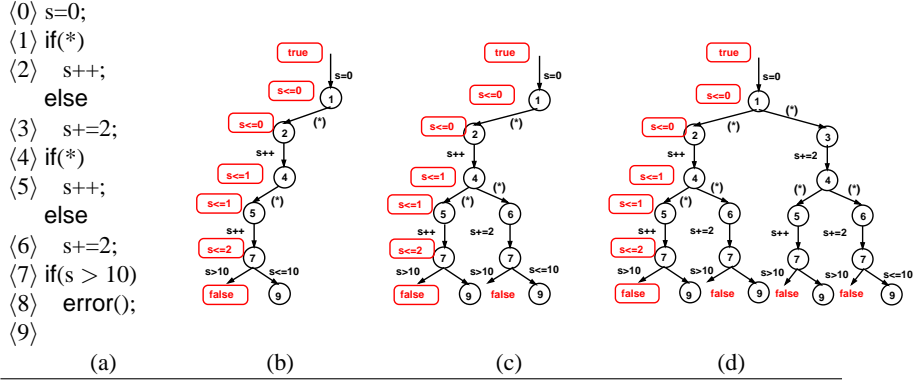 ⟨0⟩ s=0;
⟨1⟩ if(*)
⟨2⟩ s++;
else
⟨3⟩ s+=2;
⟨4⟩ if(*)
⟨5⟩ s++;
else
⟨6⟩ s+=2;
⟨7⟩ if(s > 10)
⟨8⟩ error();
⟨9⟩
(a)
true
s=0
s<=0
1
(*)
s<=0
2
s++
s<=1
4
(*)
s<=1
5
s++
s<=2
7
s>10 s<=10
false 9
(b)
true
s=0
s<=0
1
(*)
s<=0
2
s++
s<=1
4
(*) (*)
s<=1
5 6
s++ s+=2
s<=2
7 7
s>10 s>10 s<=10
false 9 false 9
(c)
true
s=0
s<=0
1
(*) (*)
s<=0
2 3
s++ s+=2
s<=1
4 4
(*) (*) (*) (*)
s<=1
5 6 5 6
s++ s+=2 s++ s+=2
s<=2
7 7 7 7
s>10 s>10 s>10 s>10 s<=10
false 9 false 9 false 9 false 9
(d)